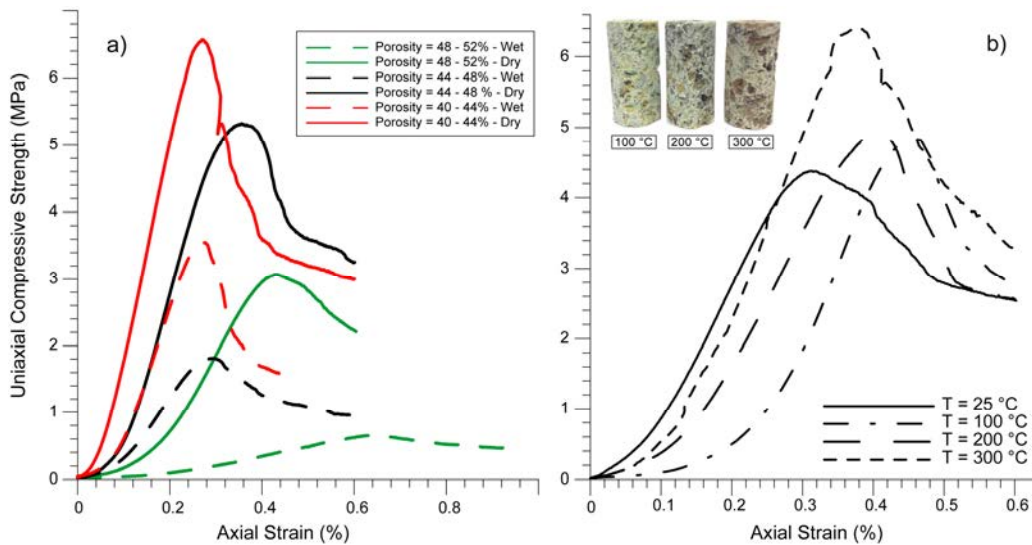 a)
Porosity = 48 - 52% - Wet
Porosity = 48 - 52% - Dry
Porosity = 44 - 48% - Wet
Porosity = 44 - 48 % - Dry
Porosity = 40 - 44% - Wet
Porosity = 40 - 44% - Dry
Uniaxial Compressive Strength (MPa)
6
5
4
3
2
1
0
0
0.2
0.4
0.6
0.8
Axial Strain (%)
b)
100 °C
200 °C
300 °C
6
5
4
3
2
1
0
T = 25 °C
T = 100 °C
T = 200 °C
T = 300 °C
0
0.1
0.2
0.3
0.4
0.5
0.6
Axial Strain (%)